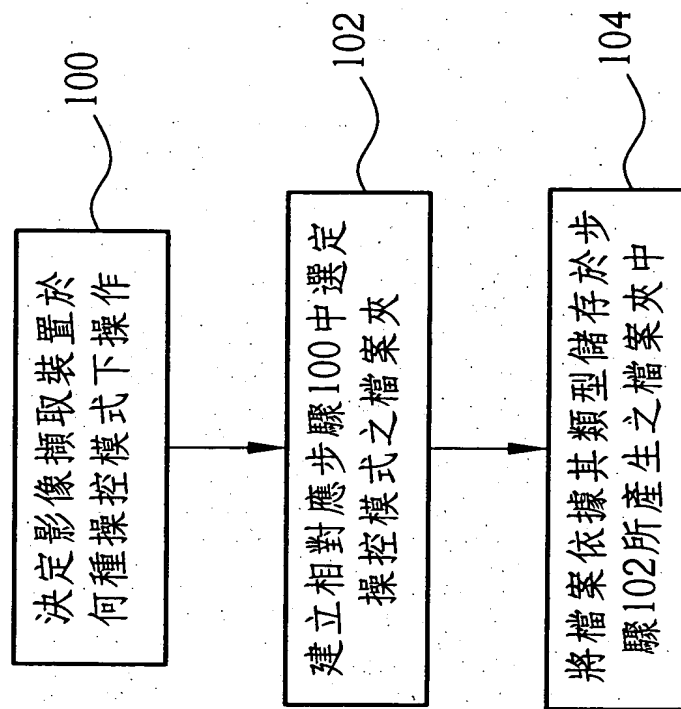 100
決定影像擷取裝置於
何種操控模式下操作
102
建立相對應步驟100中選定
操控模式之檔案夾
104
將檔案依據其類型儲存於步
驟102所產生之檔案夾中